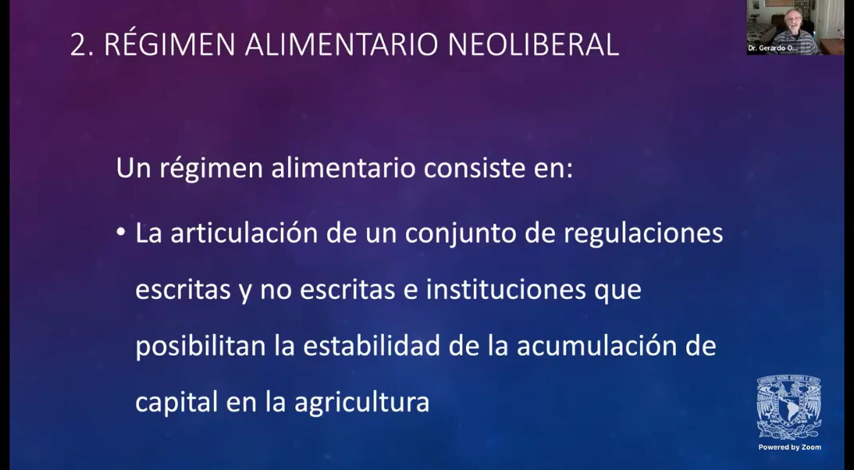 2. RÉGIMEN ALIMENTARIO NEOLIBERAL
Dr. Gerardo O...
Un régimen alimentario consiste en:
• La articulación de un conjunto de regulaciones
escritas y no escritas e instituciones que
posibilitan la estabilidad de la acumulación de
capital en la agricultura
Powered by Zoom